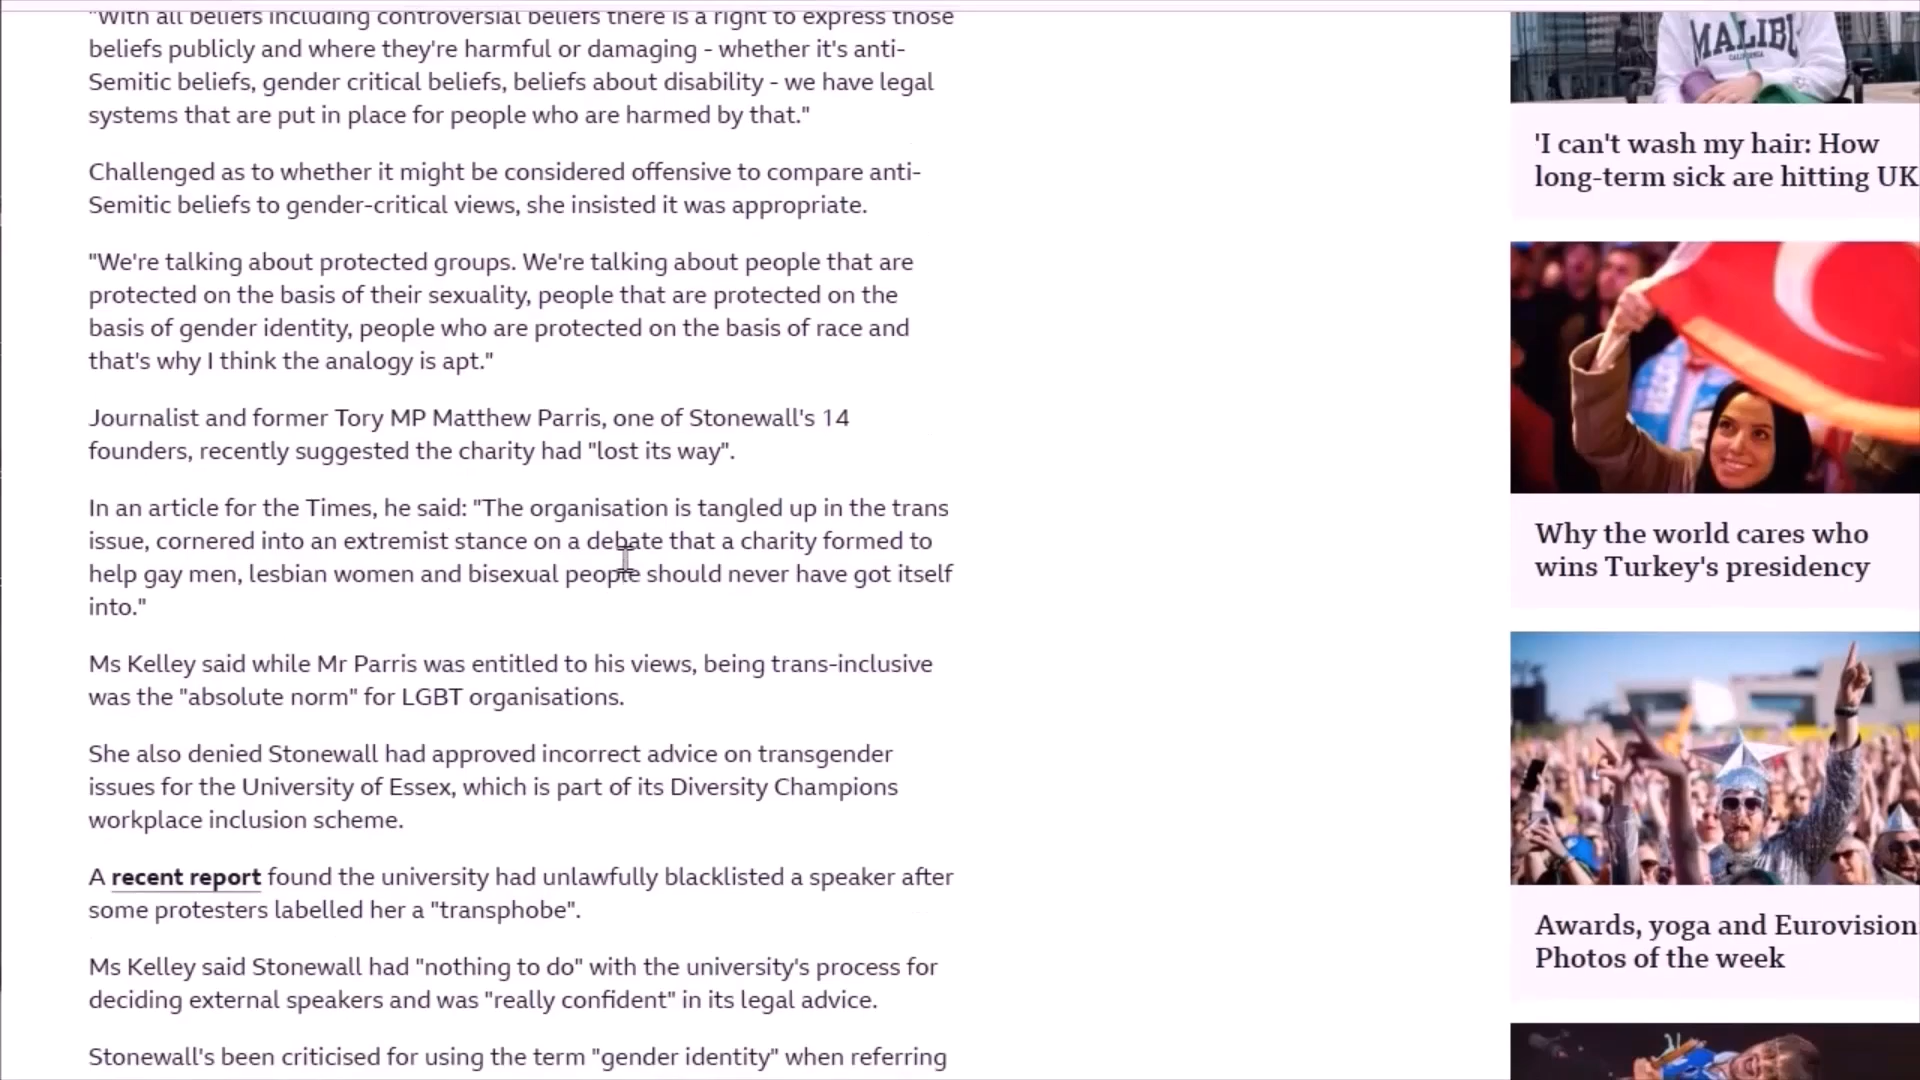 "With all beliefs including controversial beliefs there is a right to express those
beliefs publicly and where they're harmful or damaging - whether it's anti-
Semitic beliefs, gender critical beliefs, beliefs about disability - we have legal
systems that are put in place for people who are harmed by that."
Challenged as to whether it might be considered offensive to compare anti-
Semitic beliefs to gender-critical views, she insisted it was appropriate.
"We're talking about protected groups. We're talking about people that are
protected on the basis of their sexuality, people that are protected on the
basis of gender identity, people who are protected on the basis of race and
that's why I think the analogy is apt."
Journalist and former Tory MP Matthew Parris, one of Stonewall's 14
founders, recently suggested the charity had "lost its way".
In an article for the Times, he said: "The organisation is tangled up in the trans
issue, cornered into an extremist stance on a debate that a charity formed to
help gay men, lesbian women and bisexual people should never have got itself
into."
Ms Kelley said while Mr Parris was entitled to his views, being trans-inclusive
was the "absolute norm" for LGBT organisations.
She also denied Stonewall had approved incorrect advice on transgender
issues for the University of Essex, which is part of its Diversity Champions
workplace inclusion scheme.
A recent report found the university had unlawfully blacklisted a speaker after
some protesters labelled her a "transphobe".
Ms Kelley said Stonewall had "nothing to do" with the university's process for
deciding external speakers and was "really confident" in its legal advice.
Stonewall's been criticised for using the term "gender identity" when referring
MALIBU
CALIFORNIA
'I can't wash my hair: How
long-term sick are hitting UK
Why the world cares who
wins Turkey's presidency
Awards, yoga and Eurovision
Photos of the week